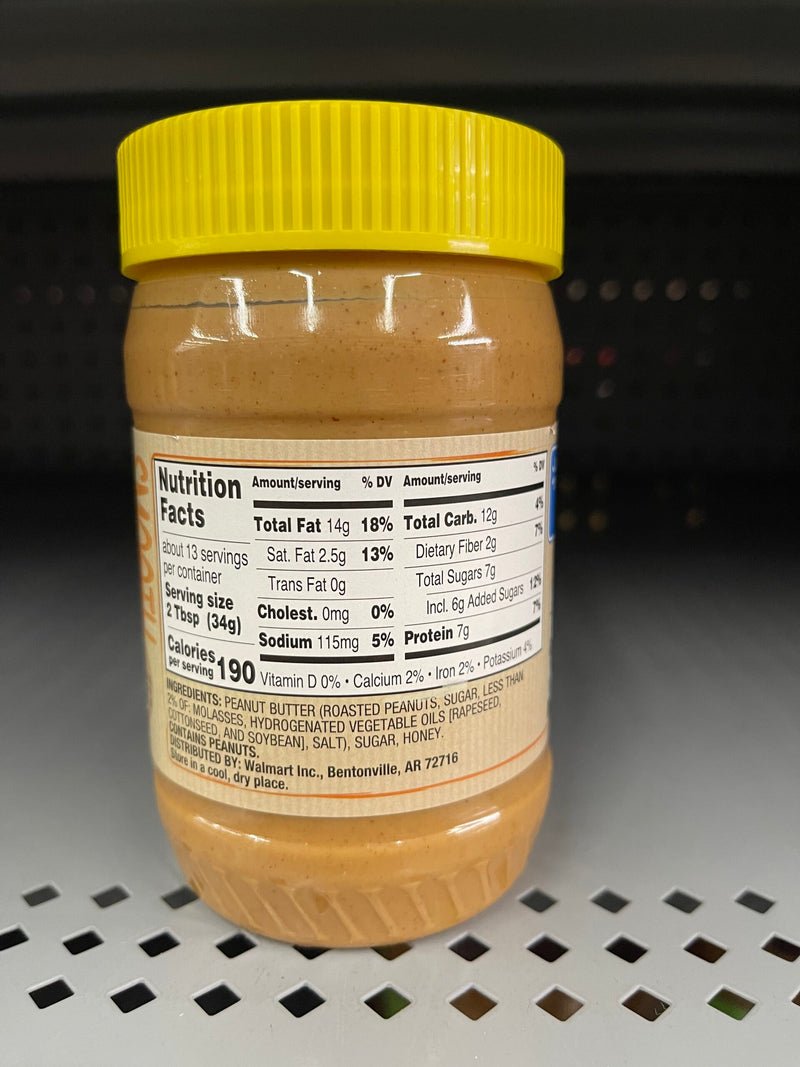 SMOOTH
Nutrition
Facts
about 13 servings
per container
Serving size
2 Tbsp (34g)
Calories
per serving 190
Amount/serving % DV
Total Fat 14g 18%
Sat. Fat 2.5g 13%
Trans Fat 0g
Cholest. 0mg 0%
Sodium 115mg 5%
Amount/serving % DV
Total Carb. 12g 4%
Dietary Fiber 2g 7%
Total Sugars 7g
Incl. 6g Added Sugars 12%
Protein 7g 7%
Vitamin D 0% • Calcium 2% • Iron 2% • Potassium 4%
INGREDIENTS: PEANUT BUTTER (ROASTED PEANUTS, SUGAR, LESS THAN
2% OF: MOLASSES, HYDROGENATED VEGETABLE OILS [RAPESEED,
COTTONSEED, AND SOYBEAN], SALT), SUGAR, HONEY.
CONTAINS PEANUTS.
DISTRIBUTED BY: Walmart Inc., Bentonville, AR 72716
Store in a cool, dry place.